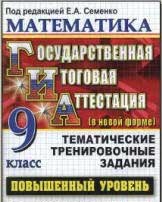 Под редакцией Е.А. Семенко
МАТЕМАТИКА
ГОСУДАРСТВЕННАЯ
ИТОГОВАЯ
АТТЕСТАЦИЯ
(в новой форме)
9
класс
ТЕМАТИЧЕСКИЕ
ТРЕНИРОВОЧНЫЕ
ЗАДАНИЯ
ПОВЫШЕННЫЙ УРОВЕНЬ